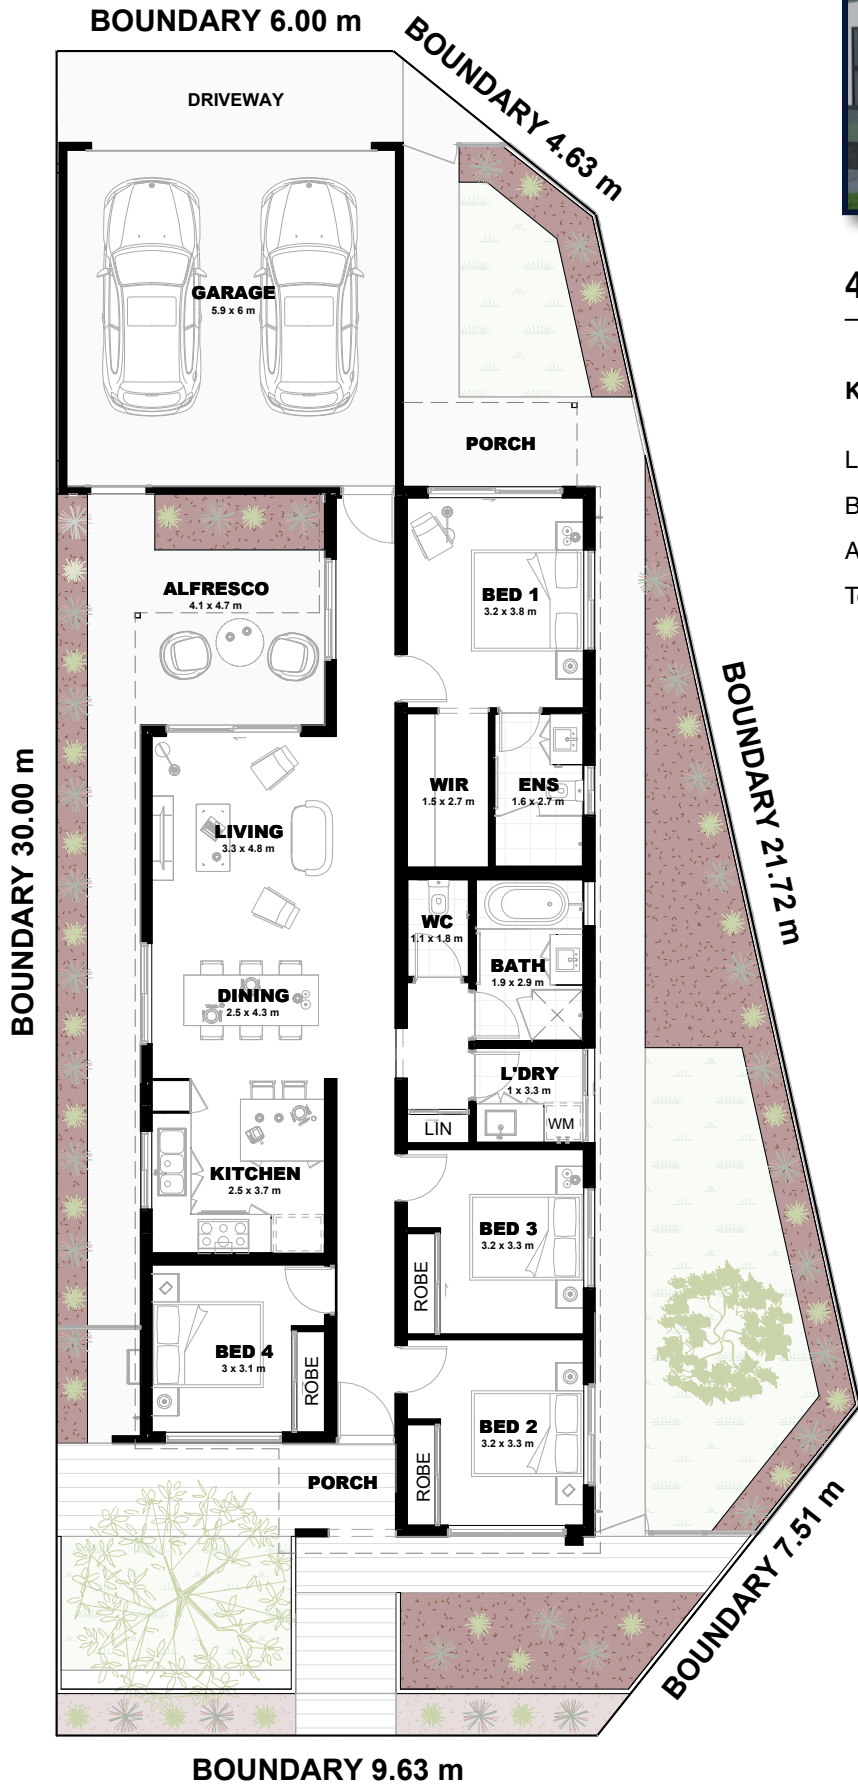 BOUNDARY 6.00 m
BOUNDARY 4.63 m
DRIVEWAY
GARAGE
5.9 x 6 m
4
K
L
B
A
PORCH
ALFRESCO
4.1 x 4.7 m
BED 1
3.2 x 3.8 m
BOUNDARY 30.00 m
BOUNDARY 21.72 m
WIR
1.5 x 2.7 m
ENS
1.6 x 2.7 m
LIVING
3.3 x 4.8 m
WC
1.1 x 1.8 m
BATH
1.9 x 2.9 m
DINING
2.5 x 4.3 m
L'DRY
1 x 3.3 m
LIN
WM
KITCHEN
2.5 x 3.7 m
BED 3
3.2 x 3.3 m
ROBE
BED 4
3 x 3.1 m
ROBE
BED 2
3.2 x 3.3 m
ROBE
PORCH
BOUNDARY 7.51 m
BOUNDARY 9.63 m